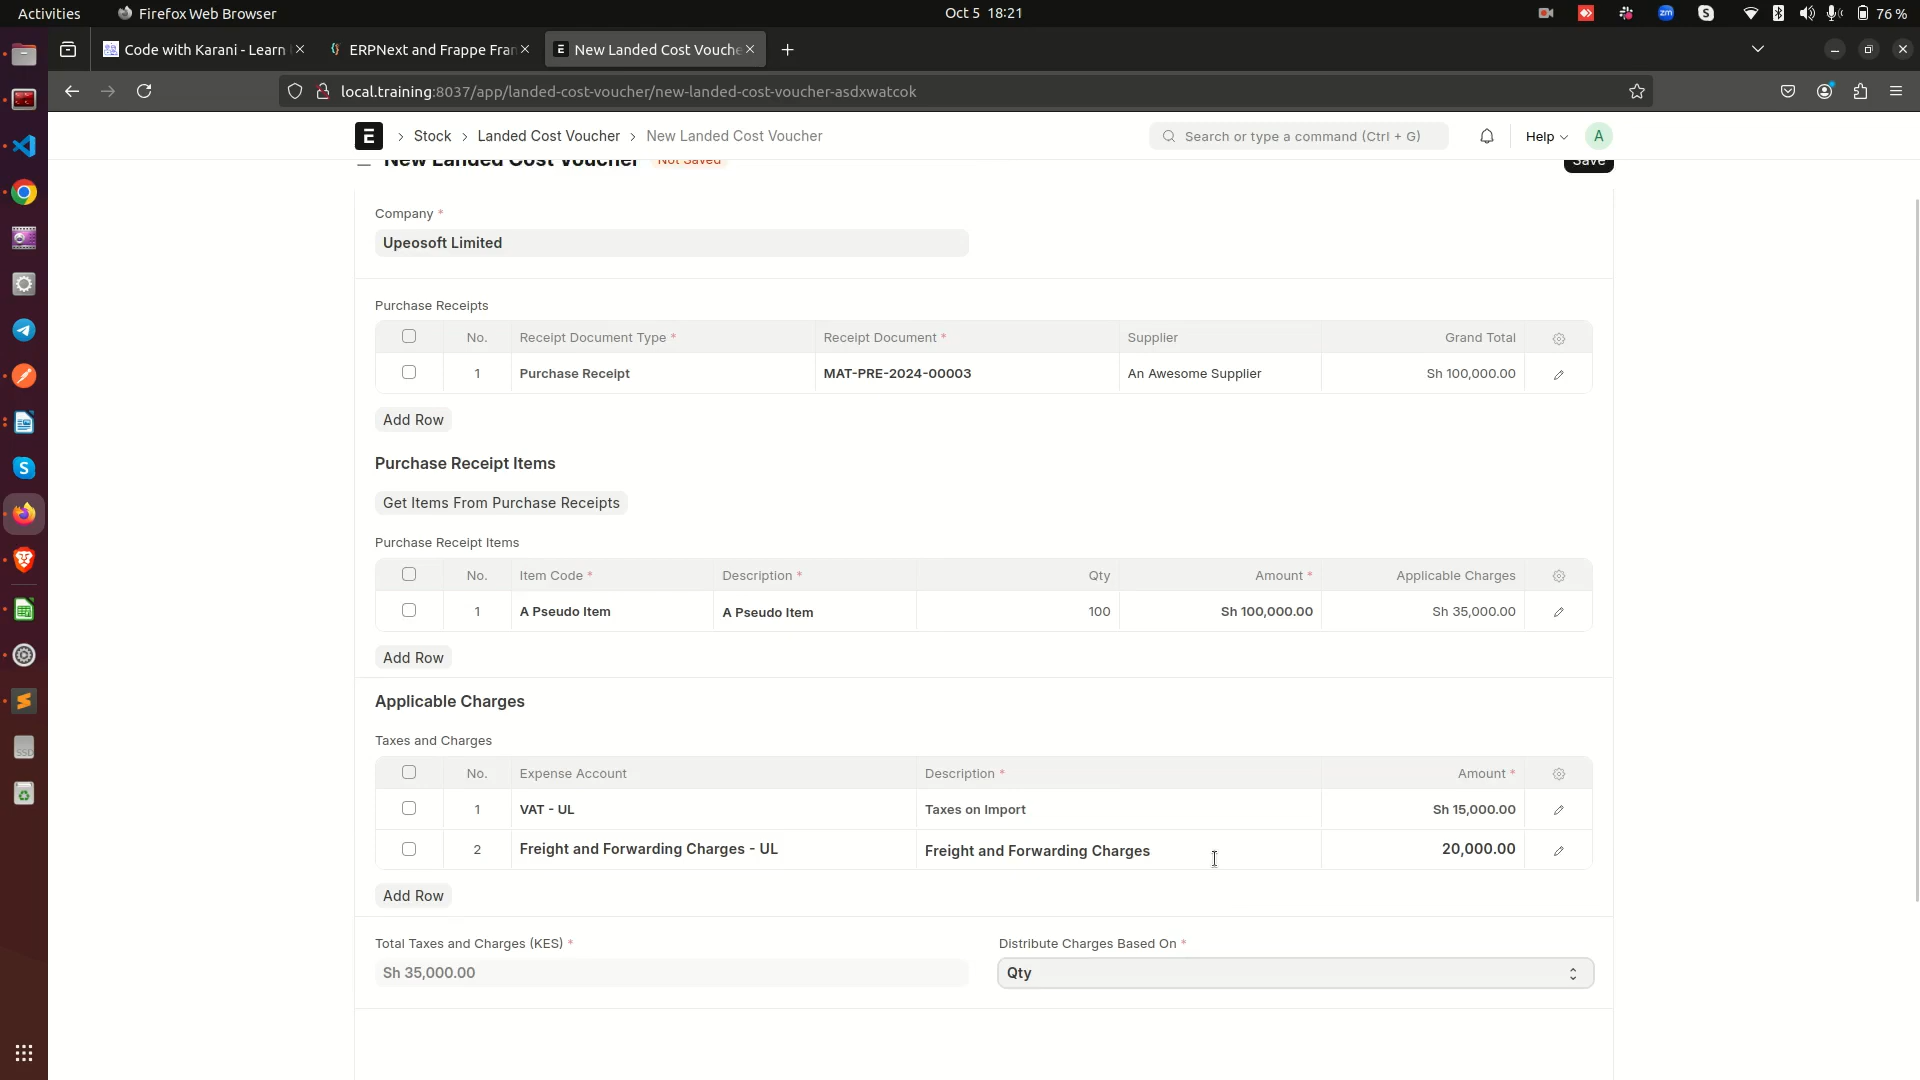 Activities
Firefox Web Browser
Oct 5 18:21
76 %
Code with Karani - Learn
ERPNext and Frappe Fran
New Landed Cost Vouche
local.training:8037/app/landed-cost-voucher/new-landed-cost-voucher-asdxwatcok
E > Stock > Landed Cost Voucher > New Landed Cost Voucher
Search or type a command (Ctrl + G)
Help
A
New Landed Cost Voucher
Not Saved
Save
Company *
Upeosoft Limited
Purchase Receipts
No. Receipt Document Type * Receipt Document * Supplier Grand Total
1 Purchase Receipt MAT-PRE-2024-00003 An Awesome Supplier Sh 100,000.00
Add Row
Purchase Receipt Items
Get Items From Purchase Receipts
Purchase Receipt Items
No. Item Code * Description * Qty Amount * Applicable Charges
1 A Pseudo Item A Pseudo Item 100 Sh 100,000.00 Sh 35,000.00
Add Row
Applicable Charges
Taxes and Charges
No. Expense Account Description * Amount *
1 VAT - UL Taxes on Import Sh 15,000.00
2 Freight and Forwarding Charges - UL Freight and Forwarding Charges 20,000.00
Add Row
Total Taxes and Charges (KES) *
Sh 35,000.00
Distribute Charges Based On *
Qty